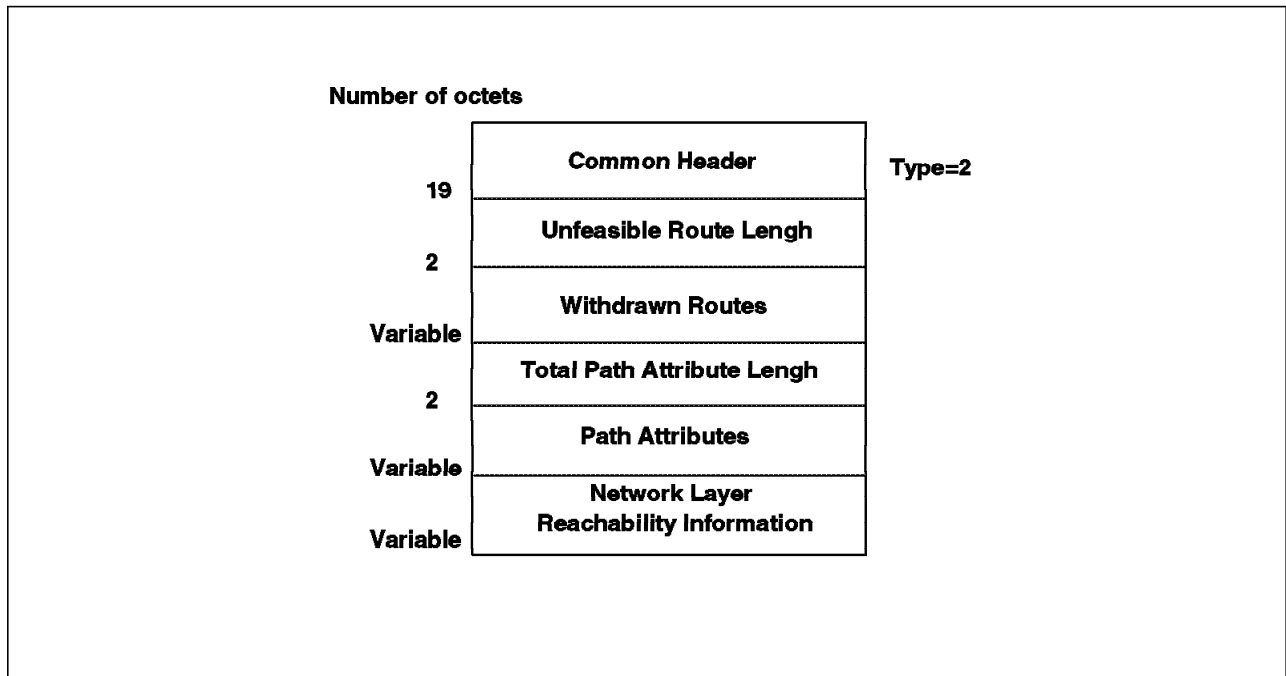 Number of octets
Common Header
Type=2
19
Unfeasible Route Lengh
2
Withdrawn Routes
Variable
Total Path Attribute Lengh
2
Path Attributes
Variable
Network Layer
Reachability Information
Variable